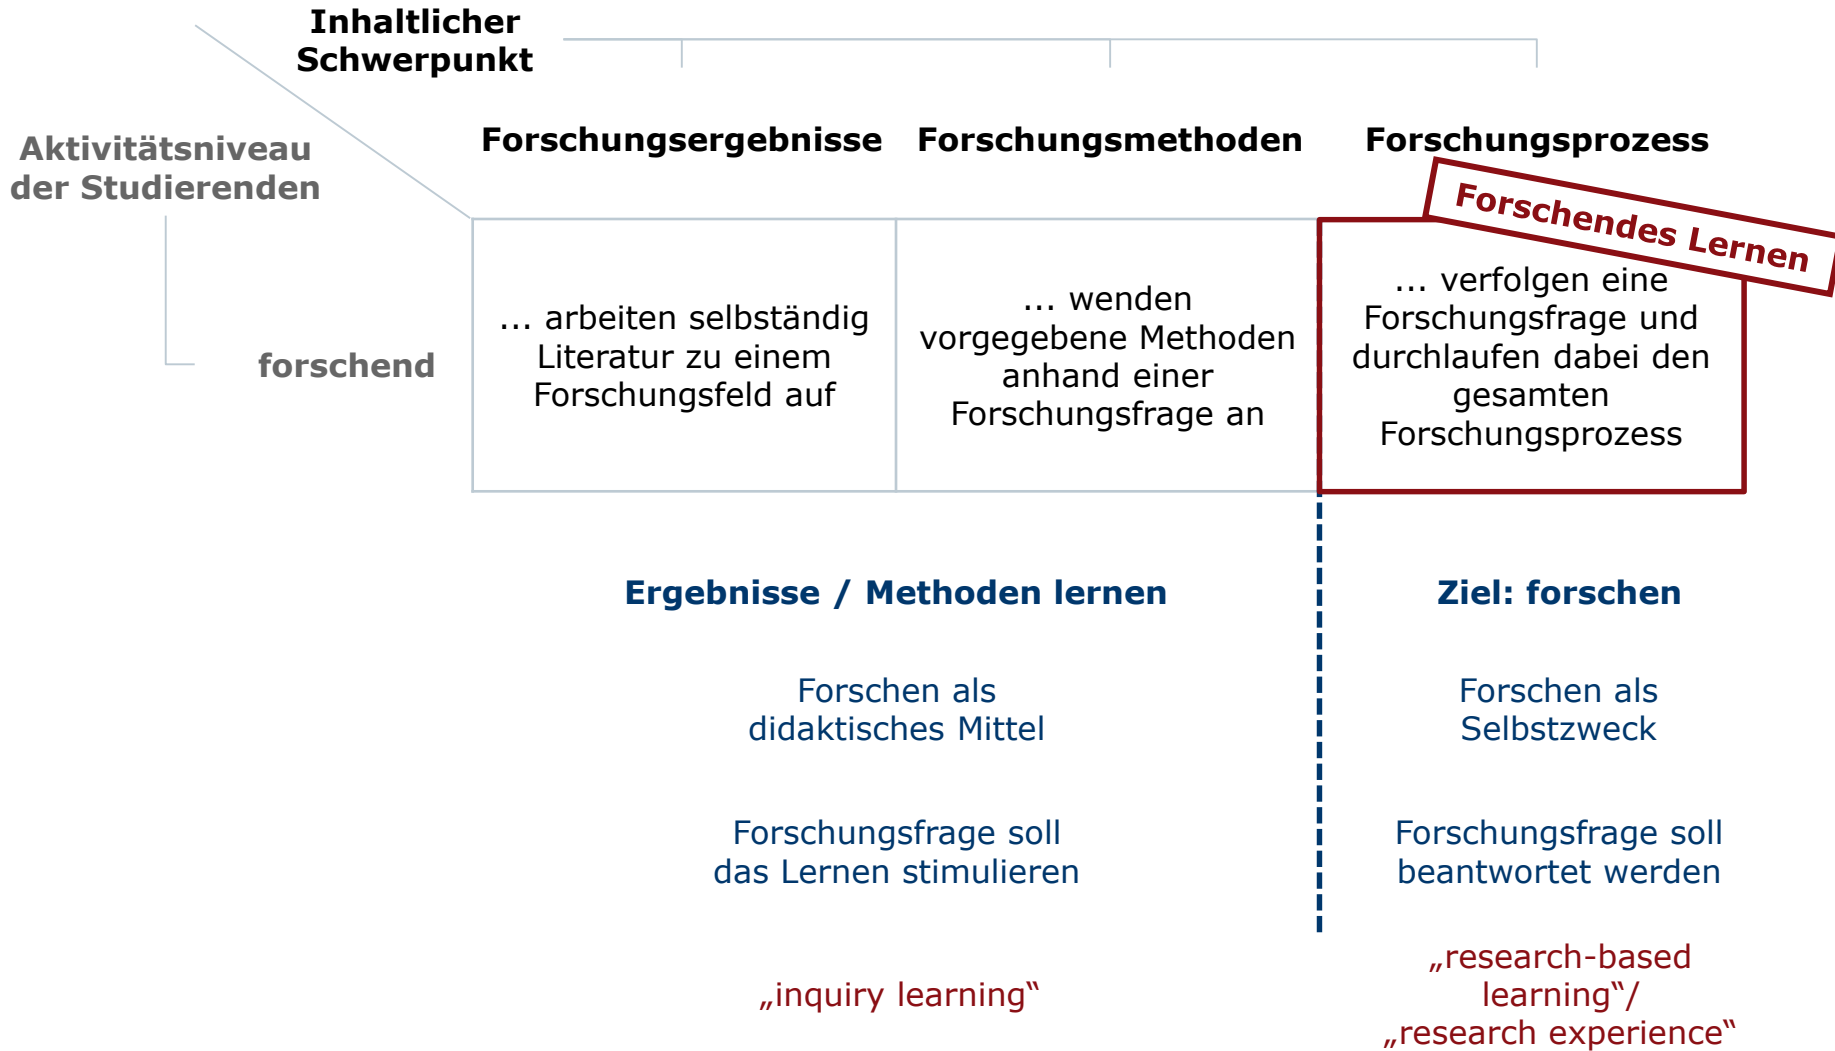 Inhaltlicher
Schwerpunkt
Aktivitätsniveau
der Studierenden
Forschungsergebnisse
Forschungsmethoden
Forschungsprozess
Forschendes Lernen
forschend
… arbeiten selbständig
Literatur zu einem
Forschungsfeld auf
… wenden
vorgegebene Methoden
anhand einer
Forschungsfrage an
… verfolgen eine
Forschungsfrage und
durchlaufen dabei den
gesamten
Forschungsprozess
Ergebnisse / Methoden lernen
Ziel: forschen
Forschen als
didaktisches Mittel
Forschen als
Selbstzweck
Forschungsfrage soll
das Lernen stimulieren
Forschungsfrage soll
beantwortet werden
„inquiry learning“
„research-based
learning“/
„research experience“